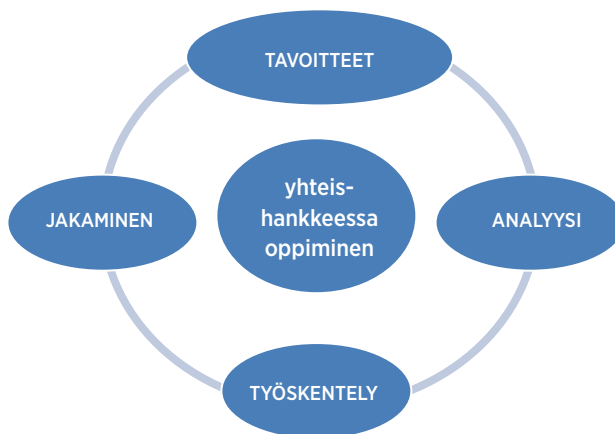 TAVOITTEET
yhteis-
hankkeessa
oppiminen
JAKAMINEN
ANALYYSI
TYÖSKENTELY